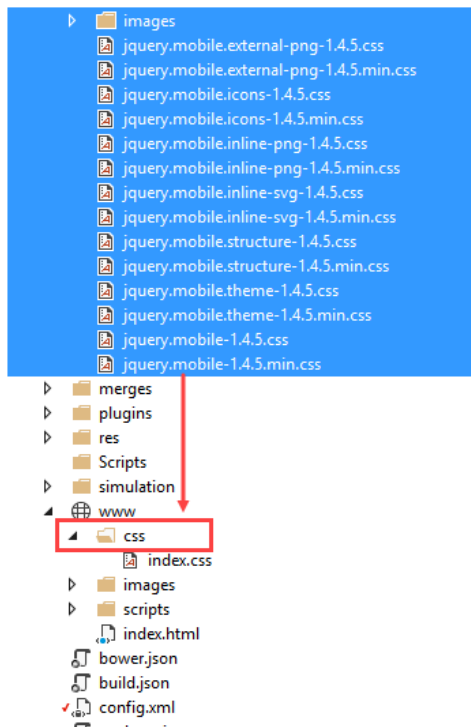 images
jquery.mobile.external-png-1.4.5.css
jquery.mobile.external-png-1.4.5.min.css
jquery.mobile.icons-1.4.5.css
jquery.mobile.icons-1.4.5.min.css
jquery.mobile.inline-png-1.4.5.css
jquery.mobile.inline-png-1.4.5.min.css
jquery.mobile.inline-svg-1.4.5.css
jquery.mobile.inline-svg-1.4.5.min.css
jquery.mobile.structure-1.4.5.css
jquery.mobile.structure-1.4.5.min.css
jquery.mobile.theme-1.4.5.css
jquery.mobile.theme-1.4.5.min.css
jquery.mobile-1.4.5.css
jquery.mobile-1.4.5.min.css
merges
plugins
res
Scripts
simulation
www
css
index.css
images
scripts
index.html
bower.json
build.json
config.xml